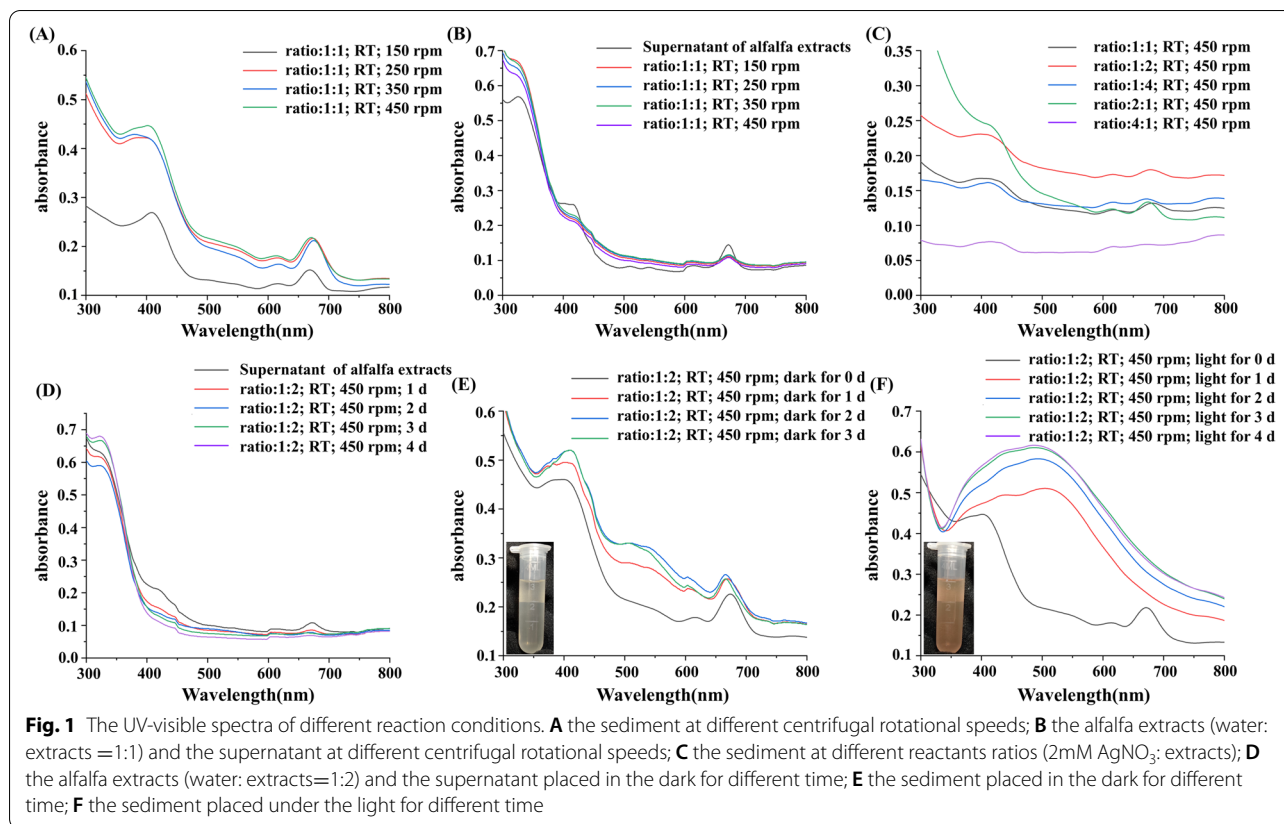 (A)
0.6
0.5
0.4
0.3
0.2
0.1
absorbance
ratio:1:1; RT; 150 rpm
ratio:1:1; RT; 250 rpm
ratio:1:1; RT; 350 rpm
ratio:1:1; RT; 450 rpm
300 400 500 600 700 800
Wavelength(nm)
(B)
0.7
0.6
0.5
0.4
0.3
0.2
0.1
0.0
absorbance
Supernatant of alfalfa extracts
ratio:1:1; RT; 150 rpm
ratio:1:1; RT; 250 rpm
ratio:1:1; RT; 350 rpm
ratio:1:1; RT; 450 rpm
300 400 500 600 700 800
Wavelength(nm)
(C)
0.35
0.30
0.25
0.20
0.15
0.10
0.05
0.00
absorbance
ratio:1:1; RT; 450 rpm
ratio:1:2; RT; 450 rpm
ratio:1:4; RT; 450 rpm
ratio:2:1; RT; 450 rpm
ratio:4:1; RT; 450 rpm
300 400 500 600 700 800
Wavelength(nm)
(D)
0.7
0.6
0.5
0.4
0.3
0.2
0.1
0.0
absorbance
Supernatant of alfalfa extracts
ratio:1:2; RT; 450 rpm; 1 d
ratio:1:2; RT; 450 rpm; 2 d
ratio:1:2; RT; 450 rpm; 3 d
ratio:1:2; RT; 450 rpm; 4 d
300 400 500 600 700 800
Wavelength(nm)
(E)
0.6
0.5
0.4
0.3
0.2
0.1
absorbance
ratio:1:2; RT; 450 rpm; dark for 0 d
ratio:1:2; RT; 450 rpm; dark for 1 d
ratio:1:2; RT; 450 rpm; dark for 2 d
ratio:1:2; RT; 450 rpm; dark for 3 d
300 400 500 600 700 800
Wavelength(nm)
(F)
0.7
0.6
0.5
0.4
0.3
0.2
0.1
absorbance
ratio:1:2; RT; 450 rpm; light for 0 d
ratio:1:2; RT; 450 rpm; light for 1 d
ratio:1:2; RT; 450 rpm; light for 2 d
ratio:1:2; RT; 450 rpm; light for 3 d
ratio:1:2; RT; 450 rpm; light for 4 d
300 400 500 600 700 800
Wavelength(nm)
Fig. 1 The UV-visible spectra of different reaction conditions. A the sediment at different centrifugal rotational speeds; B the alfalfa extracts (water:
extracts =1:1) and the supernatant at different centrifugal rotational speeds; C the sediment at different reactants ratios (2mM AgNO₃: extracts); D
the alfalfa extracts (water: extracts=1:2) and the supernatant placed in the dark for different time; E the sediment placed in the dark for different
time; F the sediment placed under the light for different time